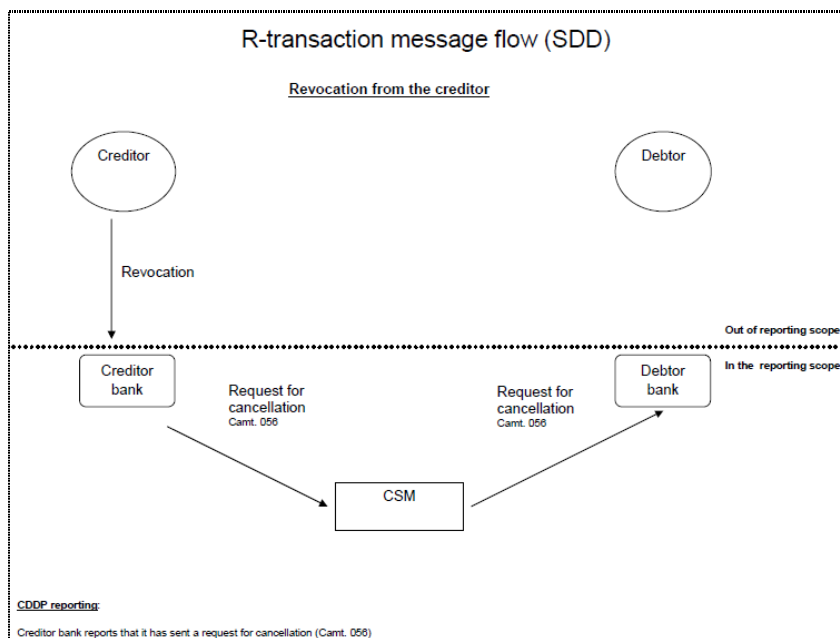 R-transaction message flow (SDD)
Revocation from the creditor
Creditor
Debtor
Revocation
Out of reporting scope
In the reporting scope
Creditor
bank
Debtor
bank
Request for
cancellation
Camt. 056
Request for
cancellation
Camt. 056
CSM
CDDP reporting:
Creditor bank reports that it has sent a request for cancellation (Camt. 056)